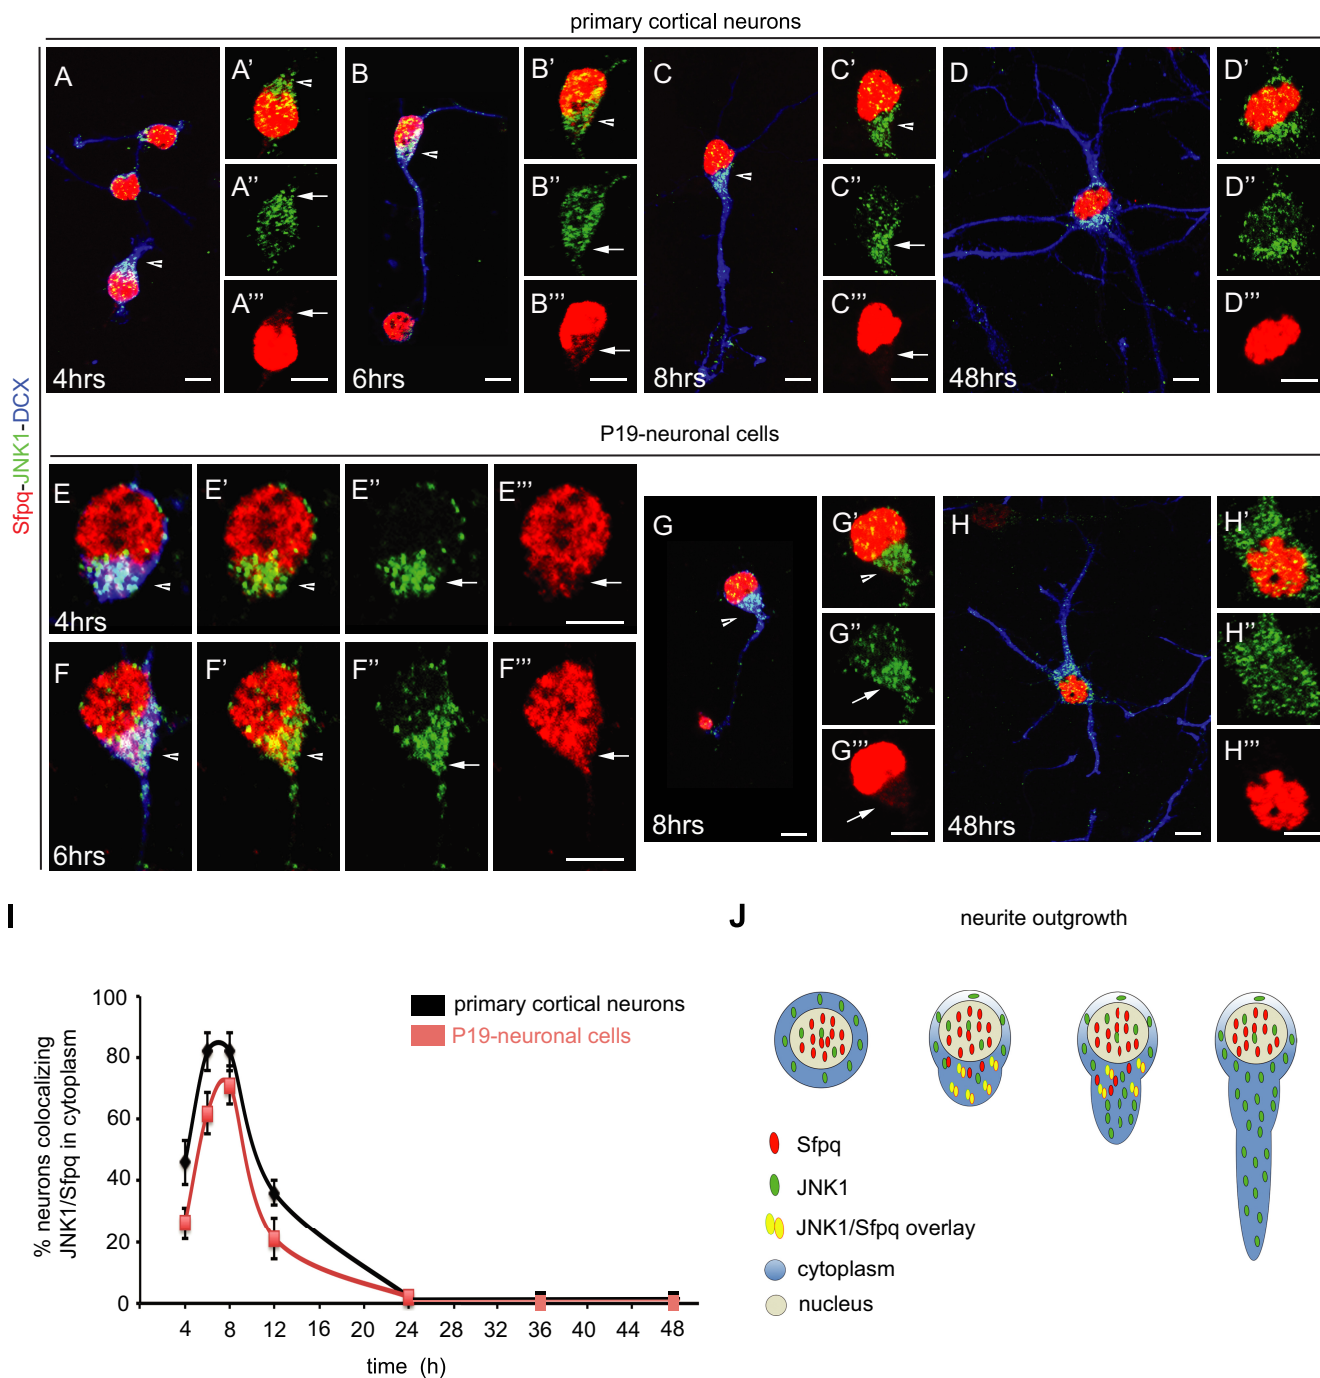 primary cortical neurons
A
A'
A''
A'''
4hrs
B
B'
B''
B'''
6hrs
C
C'
C''
C'''
8hrs
D
D'
D''
D'''
48hrs
Sfpq-JNK1-DCX
P19-neuronal cells
E
E'
E''
E'''
4hrs
F
F'
F''
F'''
6hrs
G
G'
G''
G'''
8hrs
H
H'
H''
H'''
48hrs
I
% neurons colocalizing
JNK1/Sfpq in cytoplasm
100
80
60
40
20
0
4 8 12 16 20 24 28 32 36 40 44 48
time (h)
primary cortical neurons
P19-neuronal cells
J
neurite outgrowth
Sfpq
JNK1
JNK1/Sfpq overlay
cytoplasm
nucleus